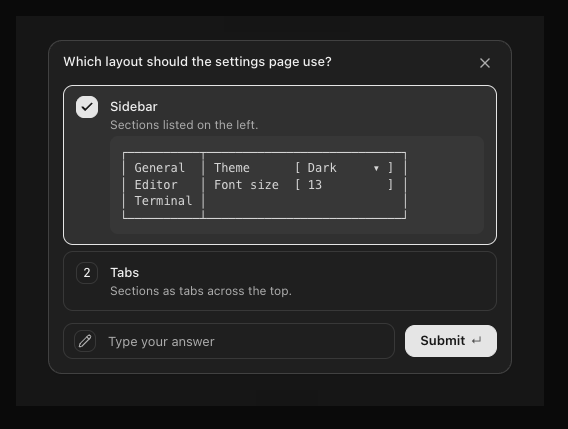 Which layout should the settings page use?
Sidebar
Sections listed on the left.
General Theme [ Dark ▾ ]
Editor Font size [ 13 ]
Terminal
2 Tabs
Sections as tabs across the top.
Type your answer
Submit ↵